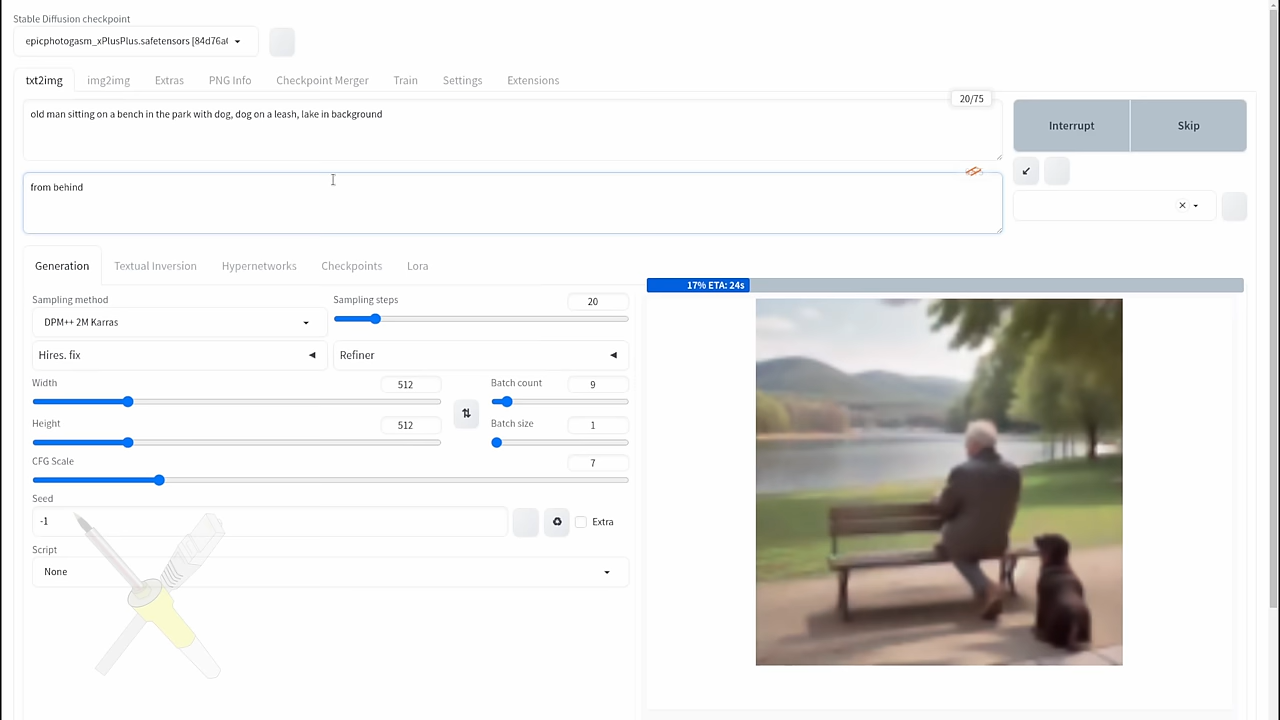 Stable Diffusion checkpoint
epicphotogasm_xPlusPlus.safetensors [84d76a
txt2img img2img Extras PNG Info Checkpoint Merger Train Settings Extensions
20/75
old man sitting on a bench in the park with dog, dog on a leash, lake in background
Interrupt Skip
from behind
Generation Textual Inversion Hypernetworks Checkpoints Lora
17% ETA: 24s
Sampling method Sampling steps 20
DPM++ 2M Karras
Hires. fix Refiner
Width 512 Batch count 9
Height 512 Batch size 1
CFG Scale 7
Seed
-1 Extra
Script
None